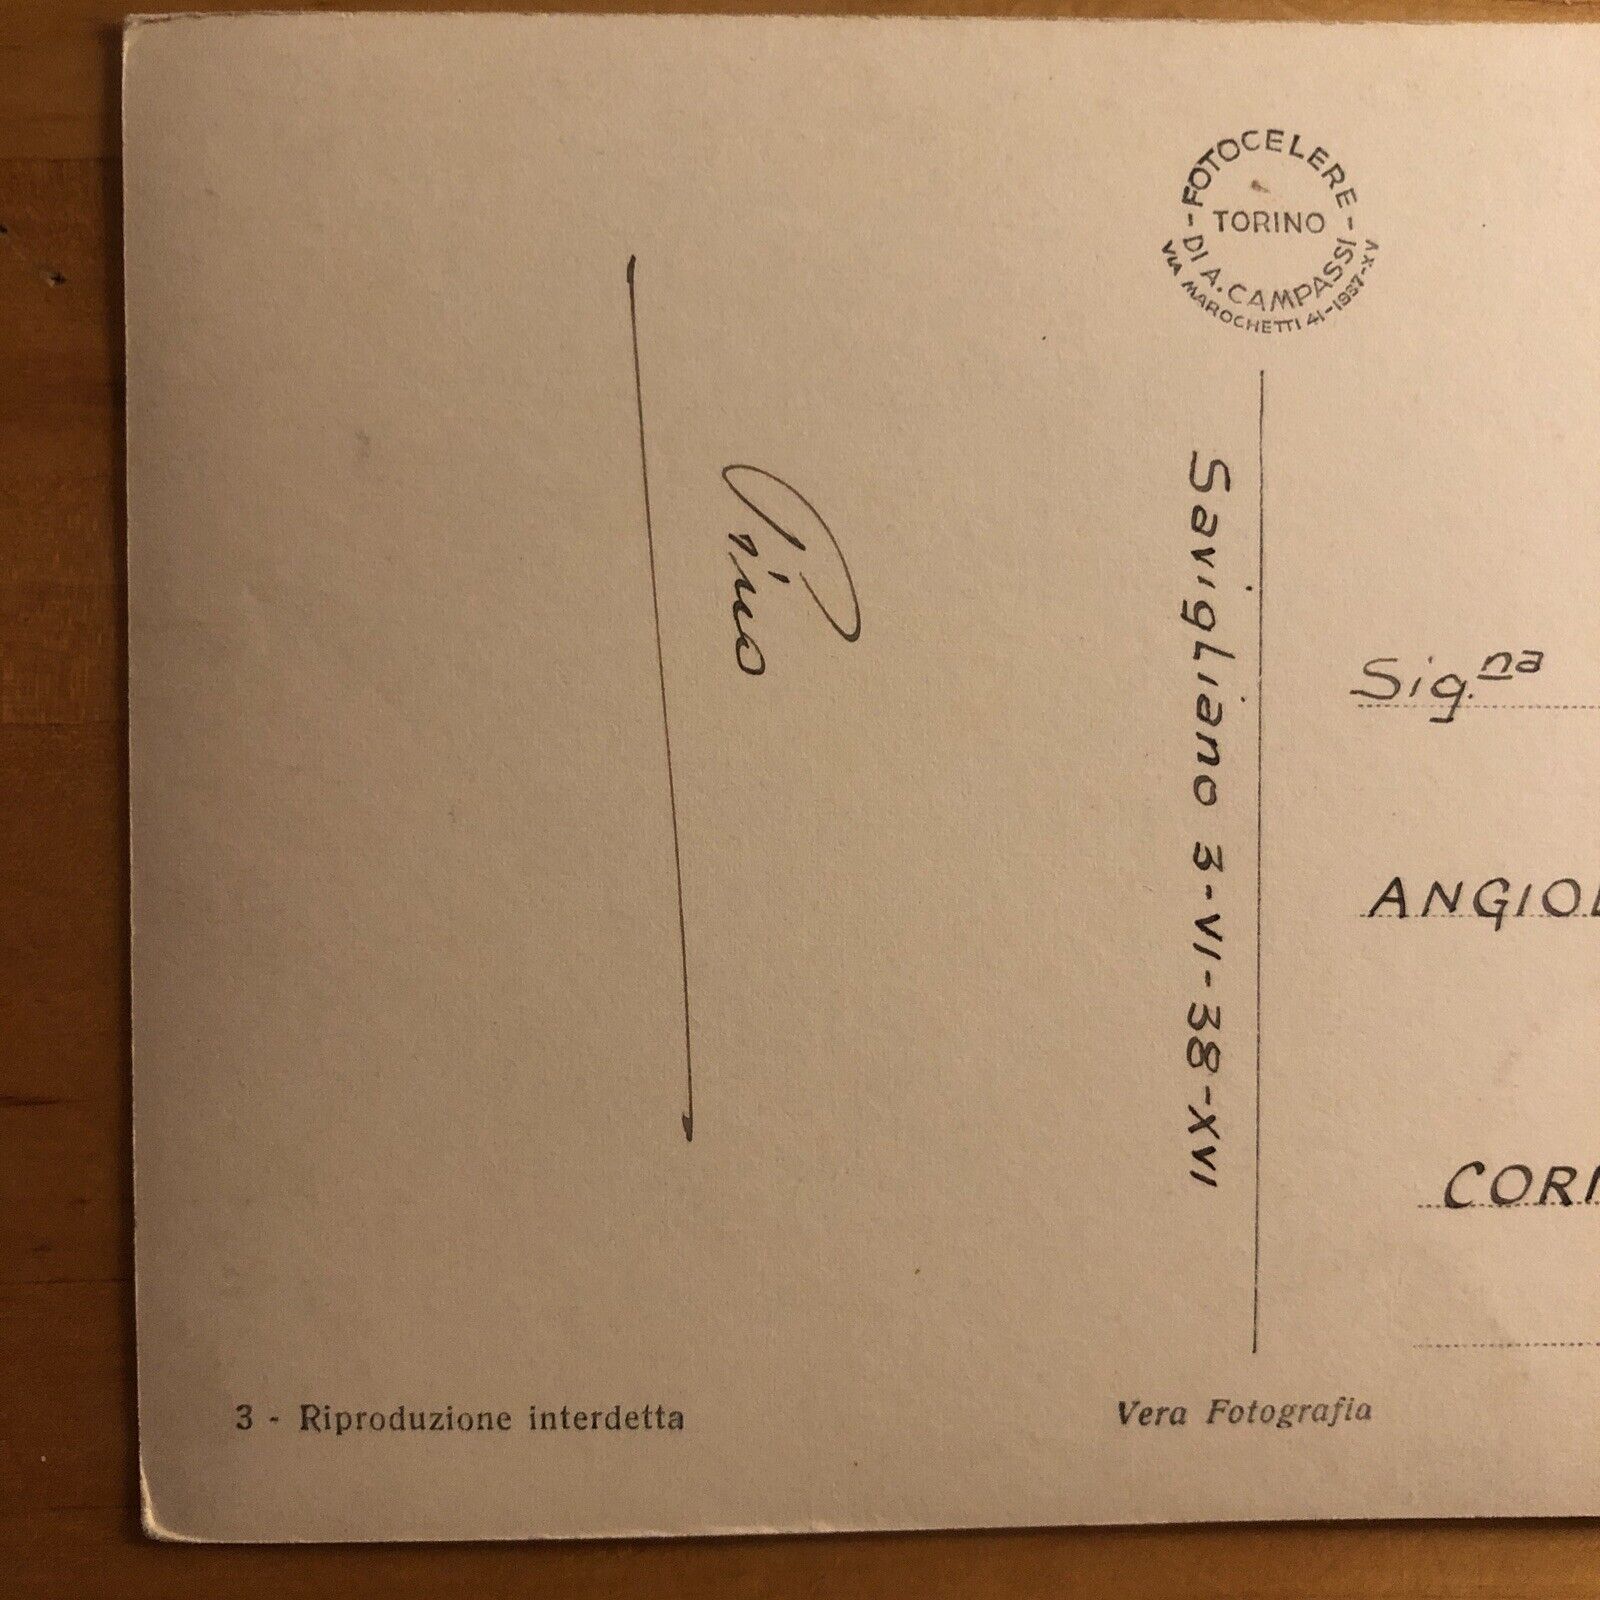 - FOTOCELERE -
TORINO
DI A. CAMPASSI
VIA MAROCHETTI 41-1937-XV
Savigliano 3-VI-38-XVI
Pino
Sig.na
ANGIOL
CORI
3 - Riproduzione interdetta
Vera Fotografia